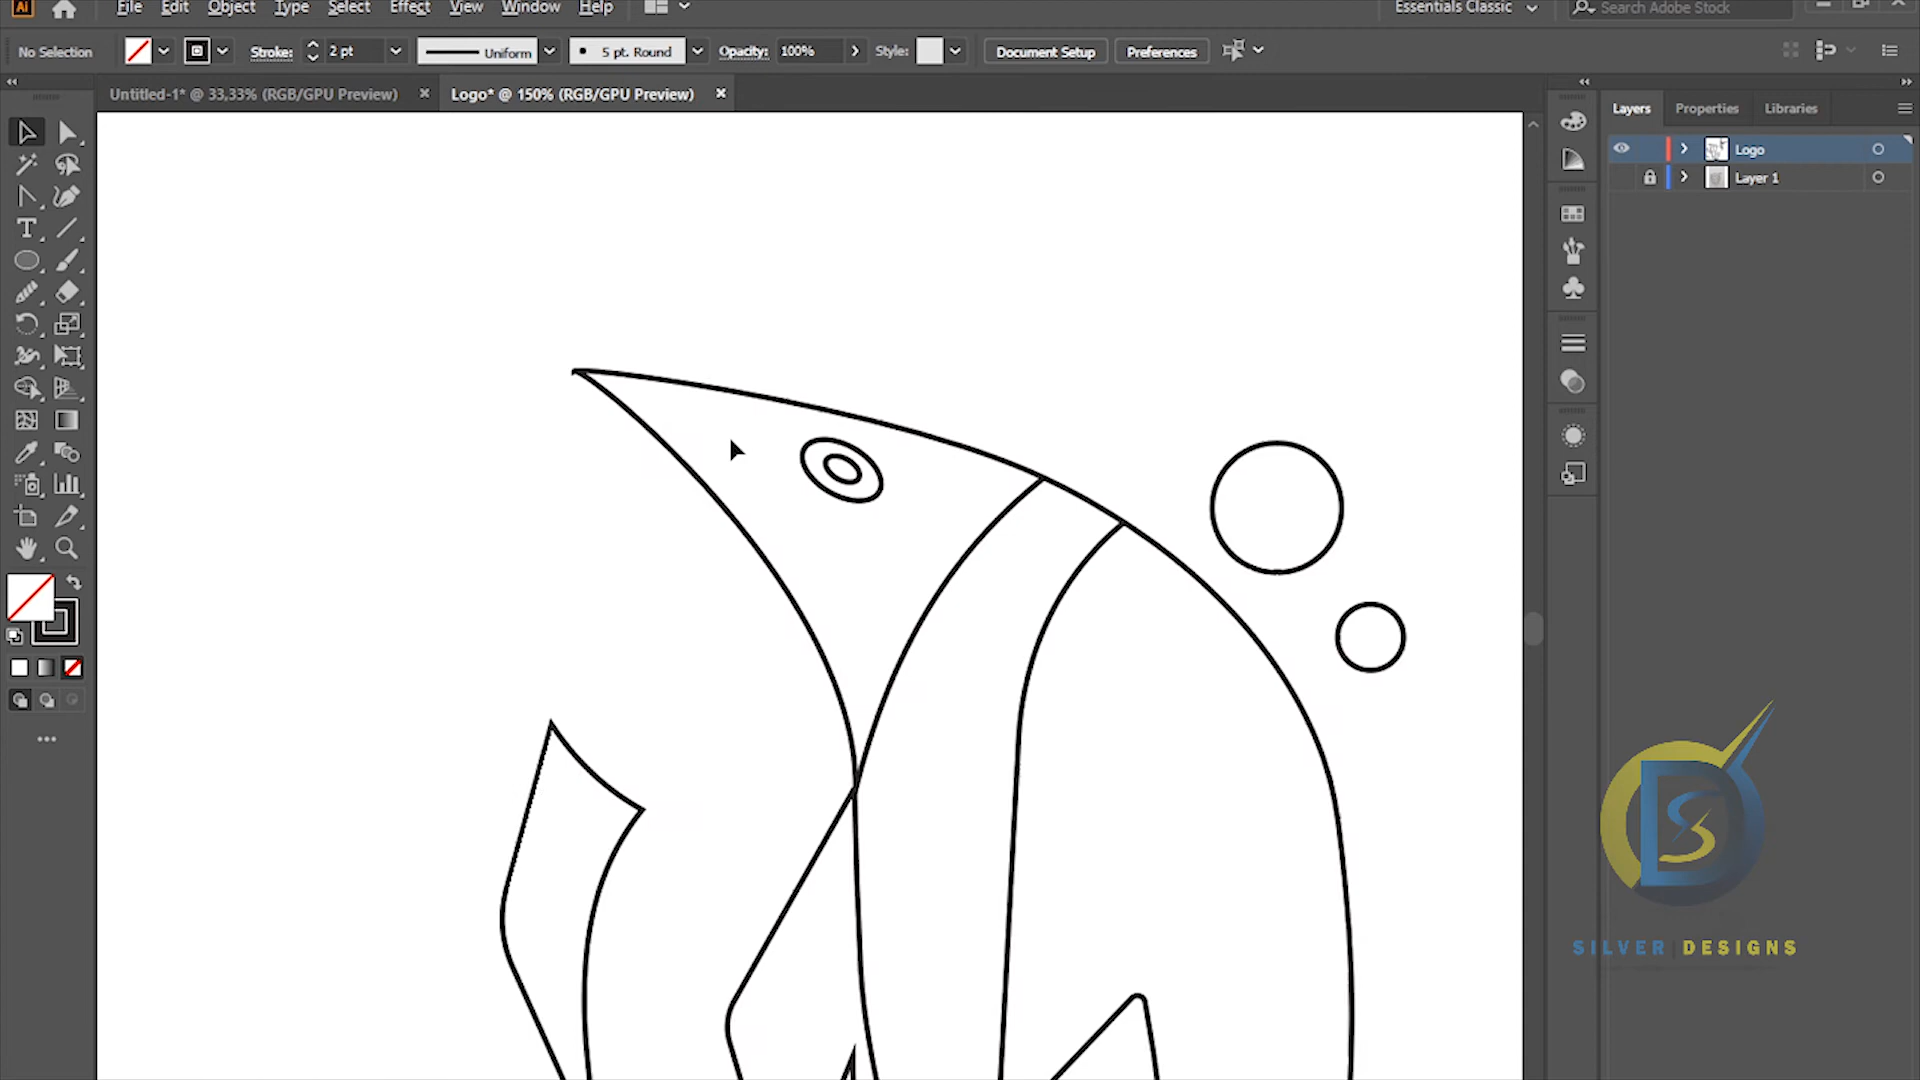 Ai File Edit Object Type Select Effect View Window Help Essentials Classic Search Adobe Stock
No Selection Stroke: 2 pt Uniform 5 pt. Round Opacity: 100% Style: Document Setup Preferences
Untitled-1* @ 33,33% (RGB/GPU Preview) Logo* @ 150% (RGB/GPU Preview)
Layers Properties Libraries
Logo
Layer 1
T
D
S
SILVER DESIGNS